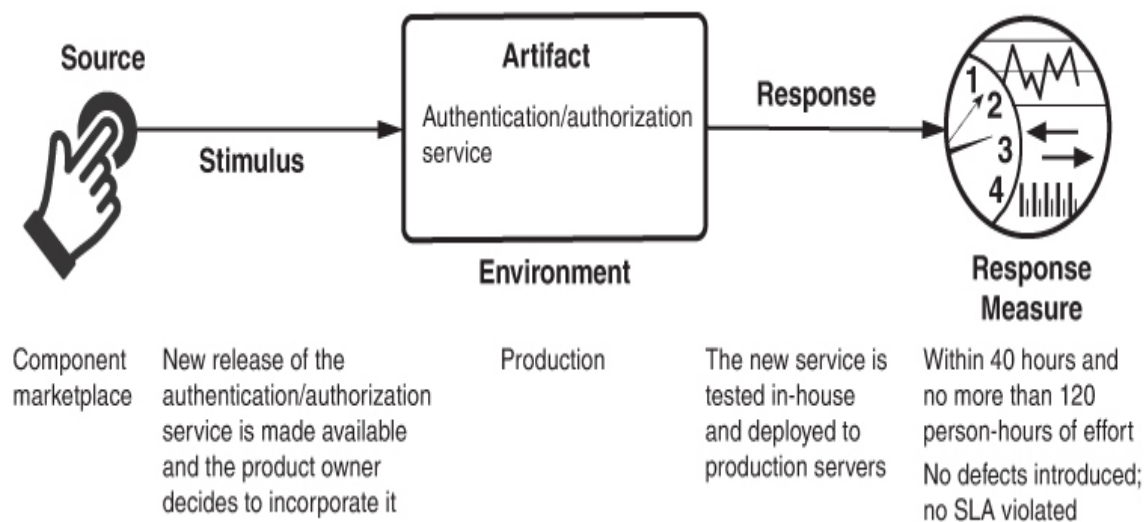 Source
Stimulus
Artifact
Authentication/authorization
service
Environment
Response
1
2
3
4
Response
Measure
Component
marketplace
New release of the
authentication/authorization
service is made available
and the product owner
decides to incorporate it
Production
The new service is
tested in-house
and deployed to
production servers
Within 40 hours and
no more than 120
person-hours of effort
No defects introduced;
no SLA violated